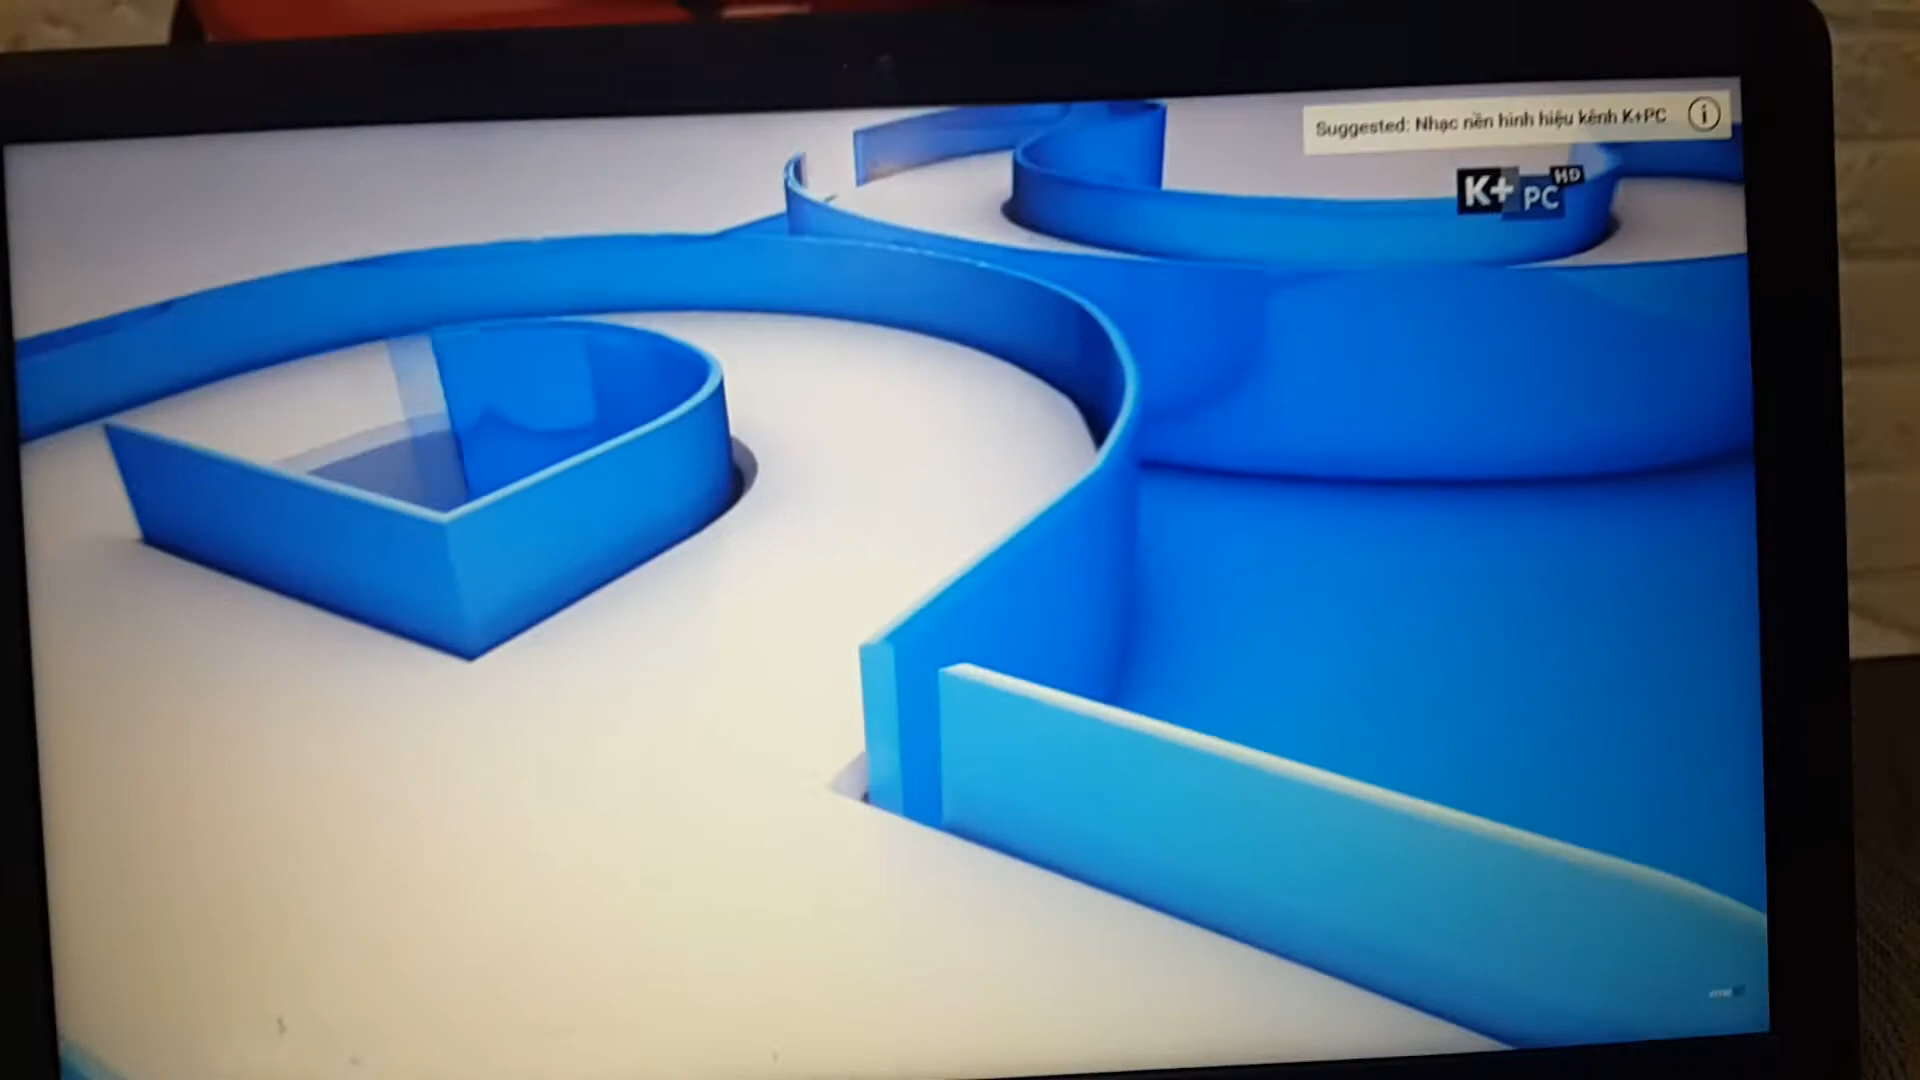 Suggested: Nhạc nền hình hiệu kênh K+PC
K+ PC HD